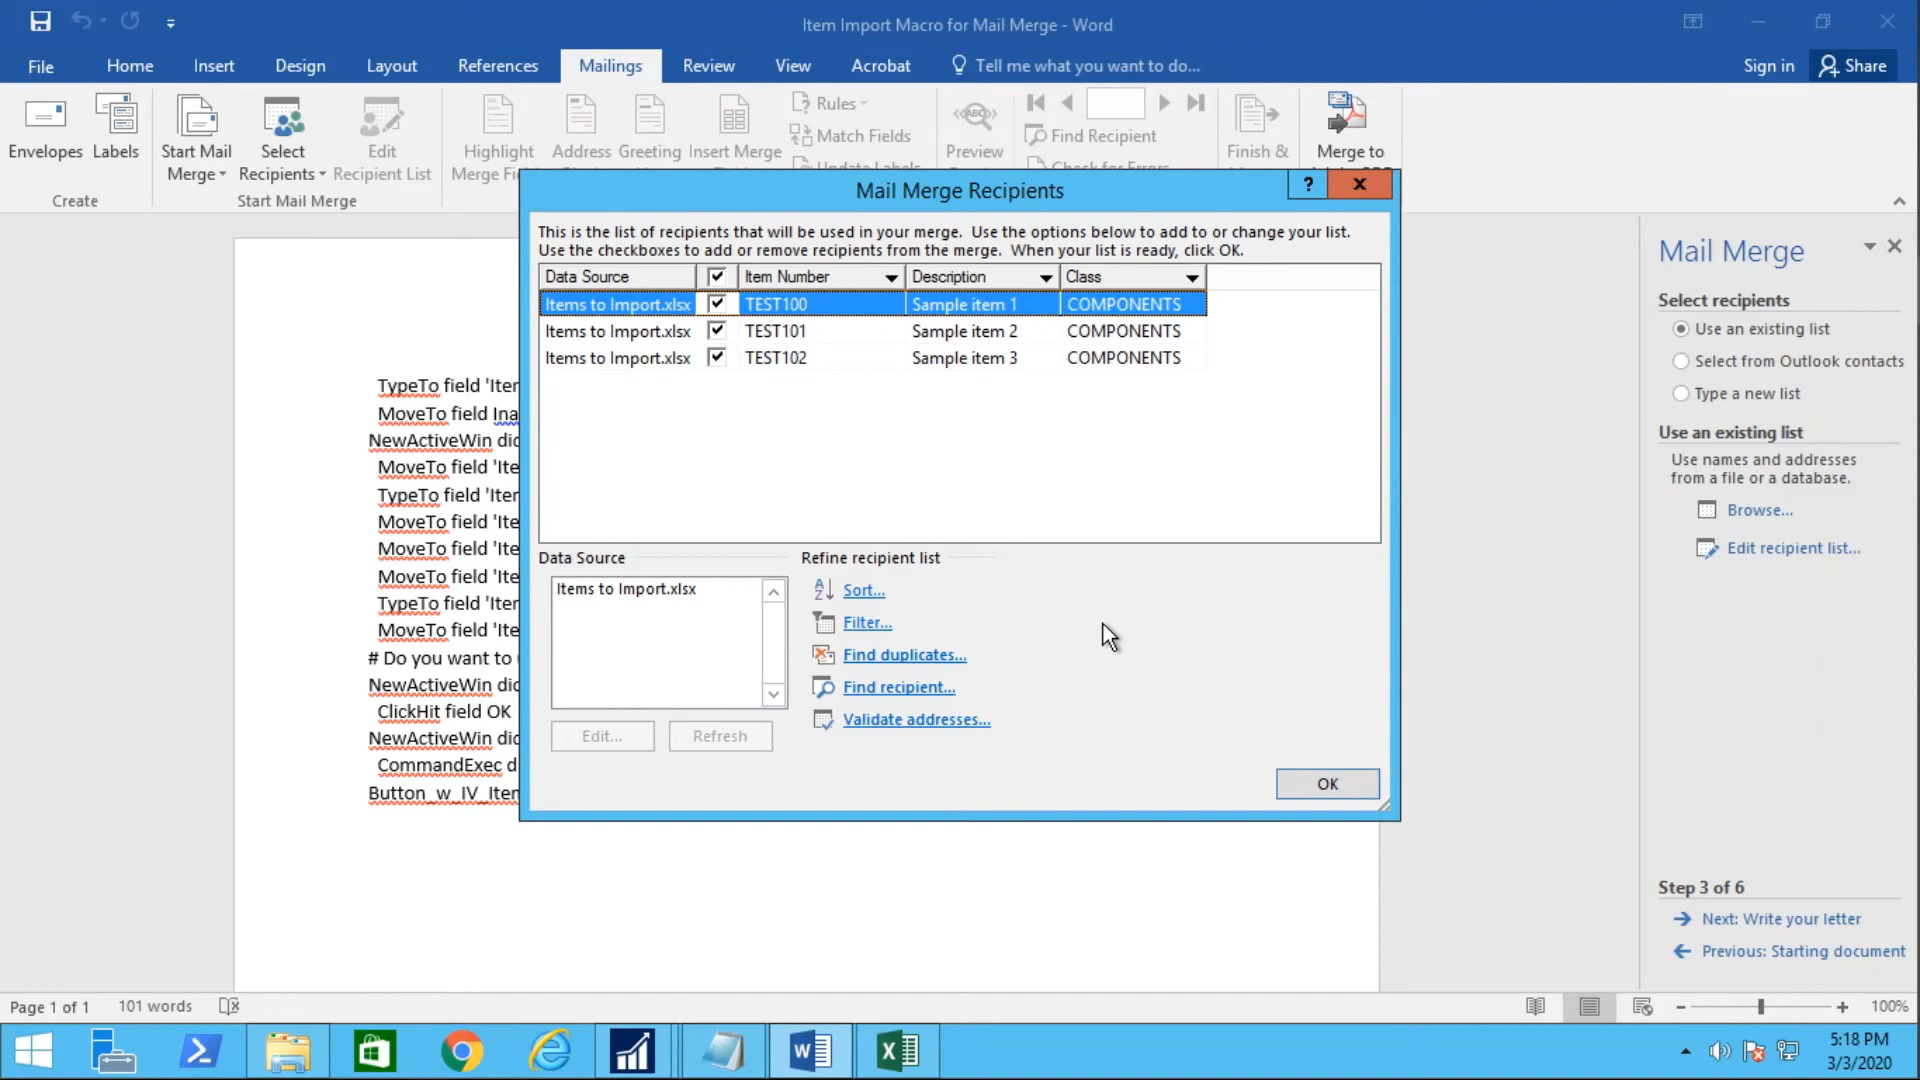 Item Import Macro for Mail Merge - Word
File Home Insert Design Layout References Mailings Review View Acrobat Tell me what you want to do... Sign in Share
Envelopes Labels
Create
Start Mail Merge
Select Recipients
Edit Recipient List
Start Mail Merge
Highlight
Merge
Address
Greeting
Insert Merge
Rules
Match Fields
Update Labels
ABC
Preview
Find Recipient
Check for Errors
Finish &
Merge to
Mail Merge Recipients
?
This is the list of recipients that will be used in your merge. Use the options below to add to or change your list.
Use the checkboxes to add or remove recipients from the merge. When your list is ready, click OK.
Data Source Item Number Description Class
Items to Import.xlsx TEST100 Sample item 1 COMPONENTS
Items to Import.xlsx TEST101 Sample item 2 COMPONENTS
Items to Import.xlsx TEST102 Sample item 3 COMPONENTS
Data Source
Items to Import.xlsx
Edit... Refresh
Refine recipient list
Sort...
Filter...
Find duplicates...
Find recipient...
Validate addresses...
OK
TypeTo field 'Item
MoveTo field Ina
NewActiveWin dic
MoveTo field 'Ite
TypeTo field 'Iter
MoveTo field 'Ite
MoveTo field 'Ite
MoveTo field 'Ite
TypeTo field 'Iter
MoveTo field 'Ite
# Do you want to
NewActiveWin dic
ClickHit field OK
NewActiveWin dic
CommandExec d
Button_w_IV_Iten
Mail Merge
Select recipients
Use an existing list
Select from Outlook contacts
Type a new list
Use an existing list
Use names and addresses
from a file or a database.
Browse...
Edit recipient list...
Step 3 of 6
Next: Write your letter
Previous: Starting document
Page 1 of 1 101 words 100%
5:18 PM
3/3/2020